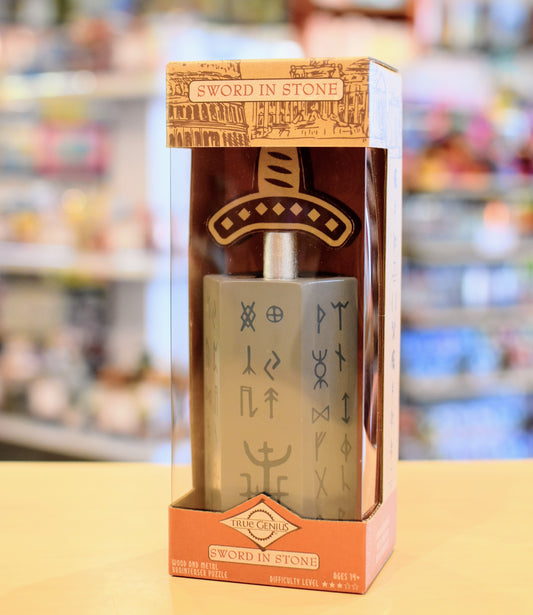 SWORD IN STONE
TRUE GENIUS
SWORD IN STONE
WOOD AND METAL
BRAINTEASER PUZZLE
DIFFICULTY LEVEL ★★★☆☆
AGES 14+